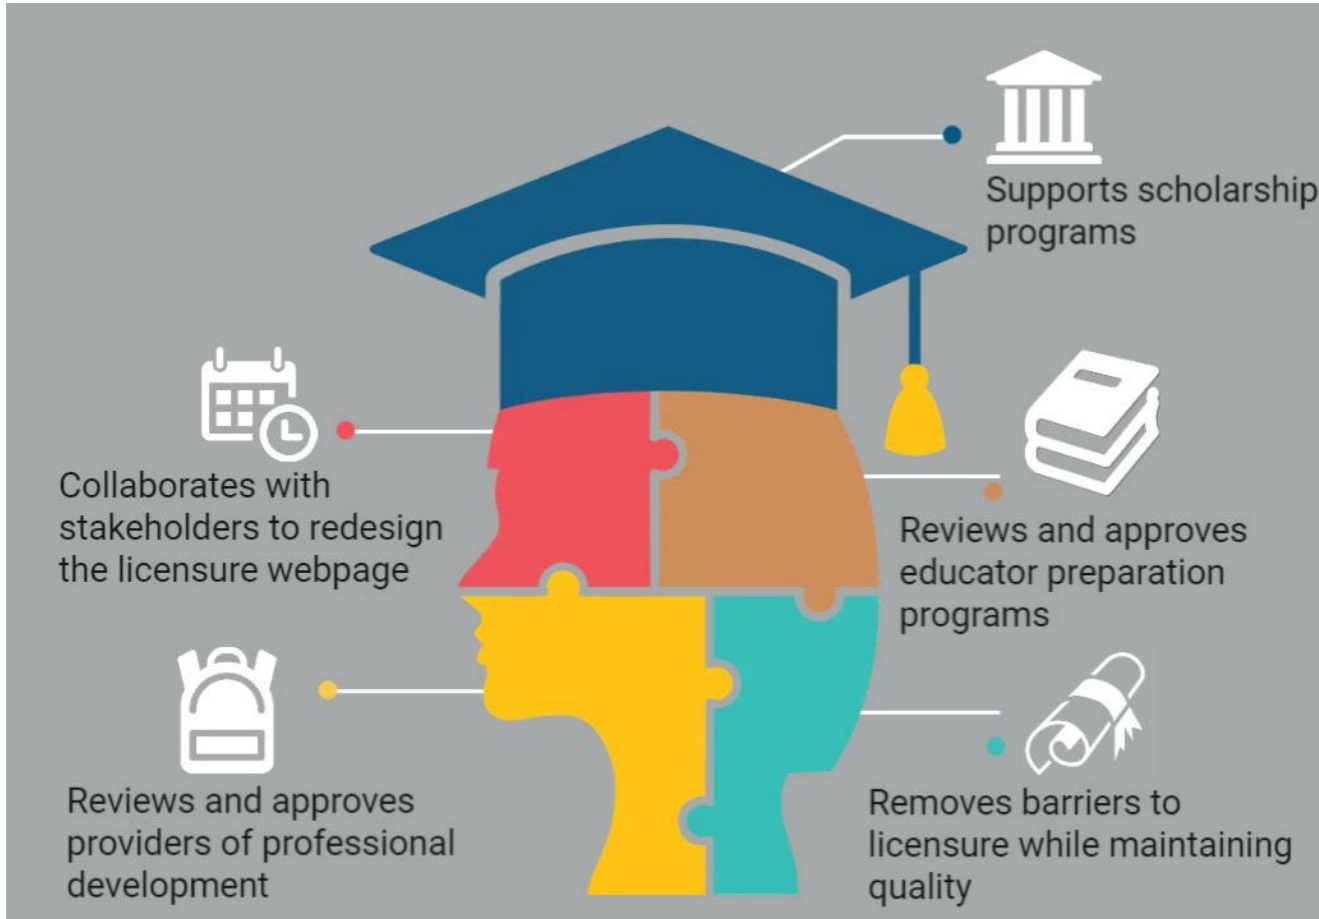 Supports scholarship
programs
Collaborates with
stakeholders to redesign
the licensure webpage
Reviews and approves
educator preparation
programs
Reviews and approves
providers of professional
development
Removes barriers to
licensure while maintaining
quality